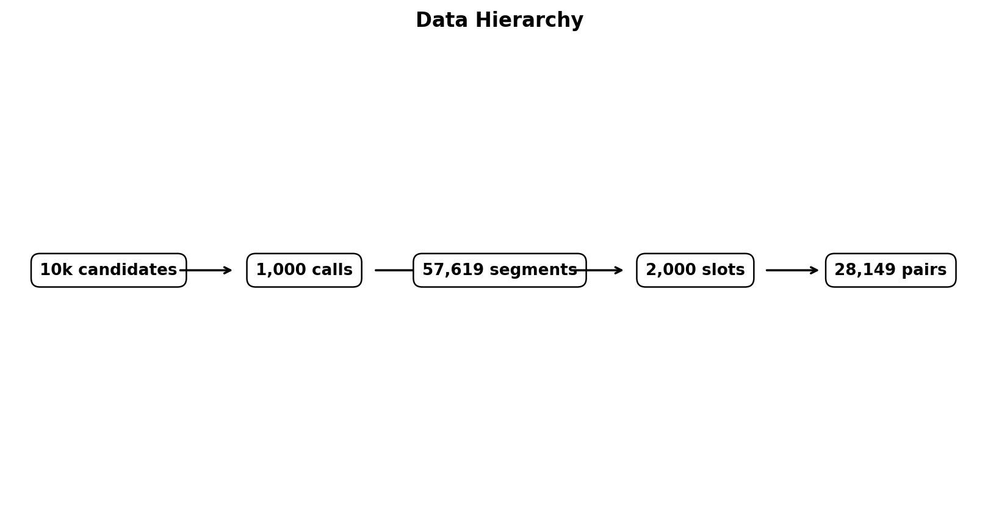 Data Hierarchy
10k candidates
1,000 calls
57,619 segments
2,000 slots
28,149 pairs